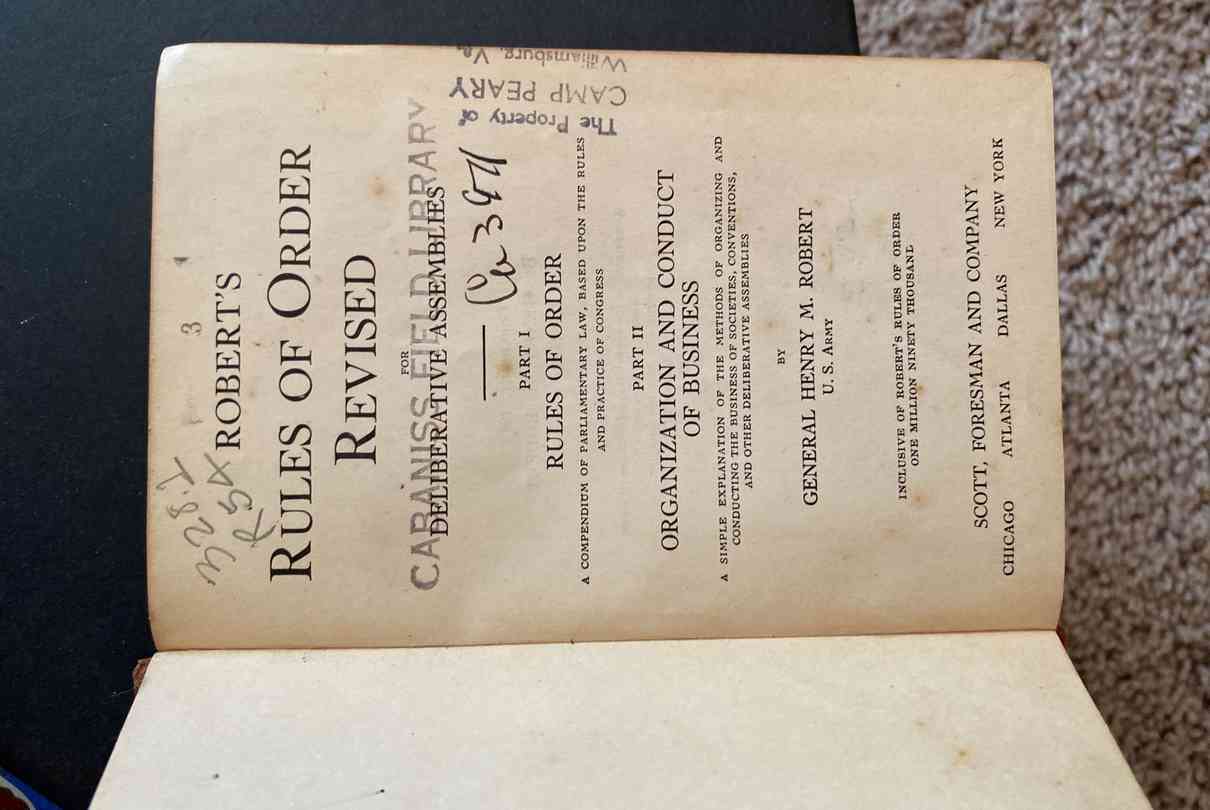 3
328.1
R54
ROBERT'S
RULES OF ORDER
REVISED
FOR
DELIBERATIVE ASSEMBLIES
CABANISS FIELD LIBRARY
The Property of
CAMP PEARY
Williamsburg, Va.
PART I
RULES OF ORDER
A COMPENDIUM OF PARLIAMENTARY LAW, BASED UPON THE RULES
AND PRACTICE OF CONGRESS
PART II
ORGANIZATION AND CONDUCT
OF BUSINESS
A SIMPLE EXPLANATION OF THE METHODS OF ORGANIZING AND
CONDUCTING THE BUSINESS OF SOCIETIES, CONVENTIONS,
AND OTHER DELIBERATIVE ASSEMBLIES
BY
GENERAL HENRY M. ROBERT
U. S. ARMY
INCLUSIVE OF ROBERT'S RULES OF ORDER
ONE MILLION NINETY THOUSAND
SCOTT, FORESMAN AND COMPANY
CHICAGO ATLANTA DALLAS NEW YORK